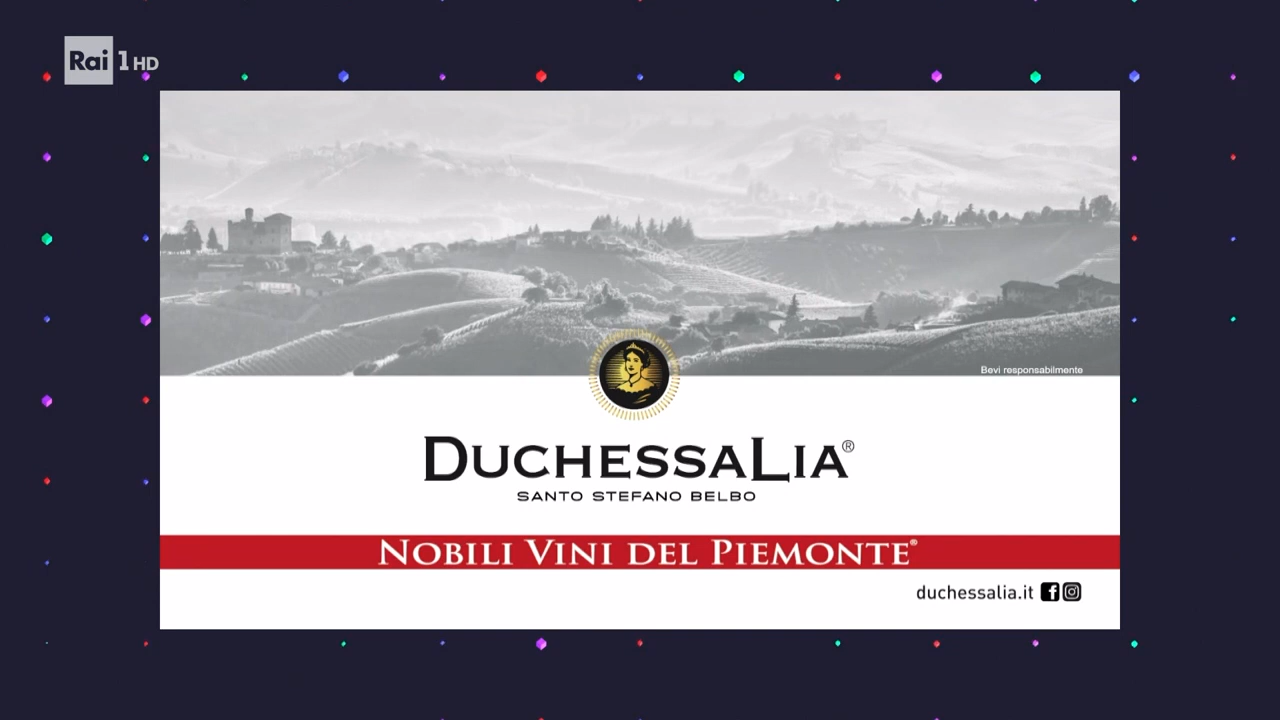 Rai 1 HD
Bevi responsabilmente
DUCHESSALIA®
SANTO STEFANO BELBO
NOBILI VINI DEL PIEMONTE®
duchessalia.it